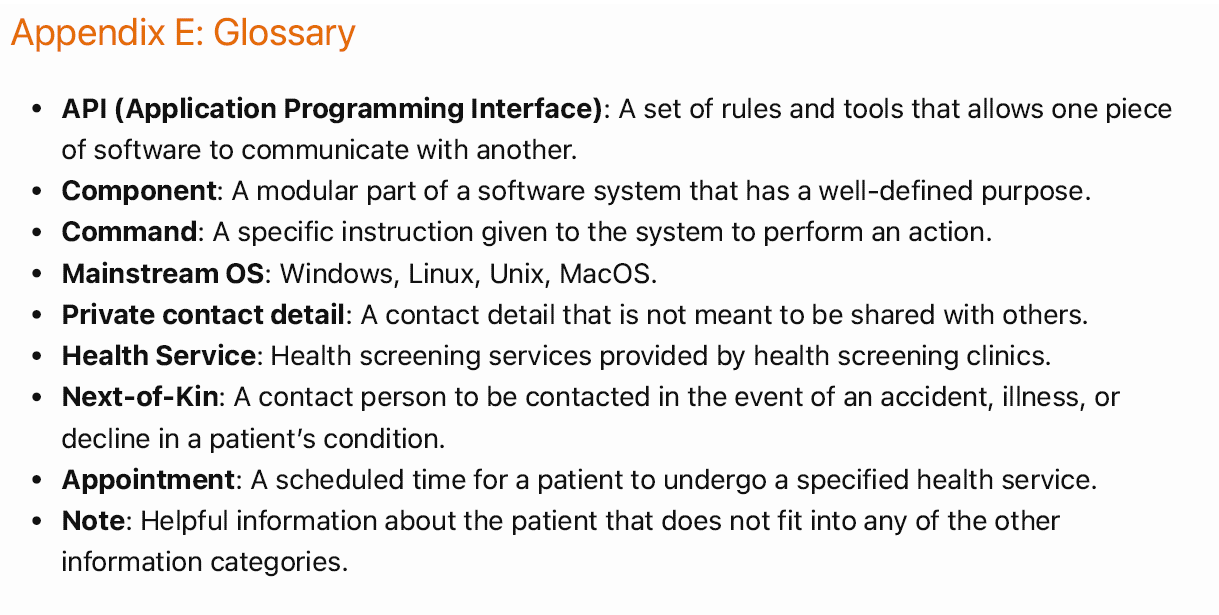 Appendix E: Glossary
• API (Application Programming Interface): A set of rules and tools that allows one piece
of software to communicate with another.
• Component: A modular part of a software system that has a well-defined purpose.
• Command: A specific instruction given to the system to perform an action.
• Mainstream OS: Windows, Linux, Unix, MacOS.
• Private contact detail: A contact detail that is not meant to be shared with others.
• Health Service: Health screening services provided by health screening clinics.
• Next-of-Kin: A contact person to be contacted in the event of an accident, illness, or
decline in a patient’s condition.
• Appointment: A scheduled time for a patient to undergo a specified health service.
• Note: Helpful information about the patient that does not fit into any of the other
information categories.